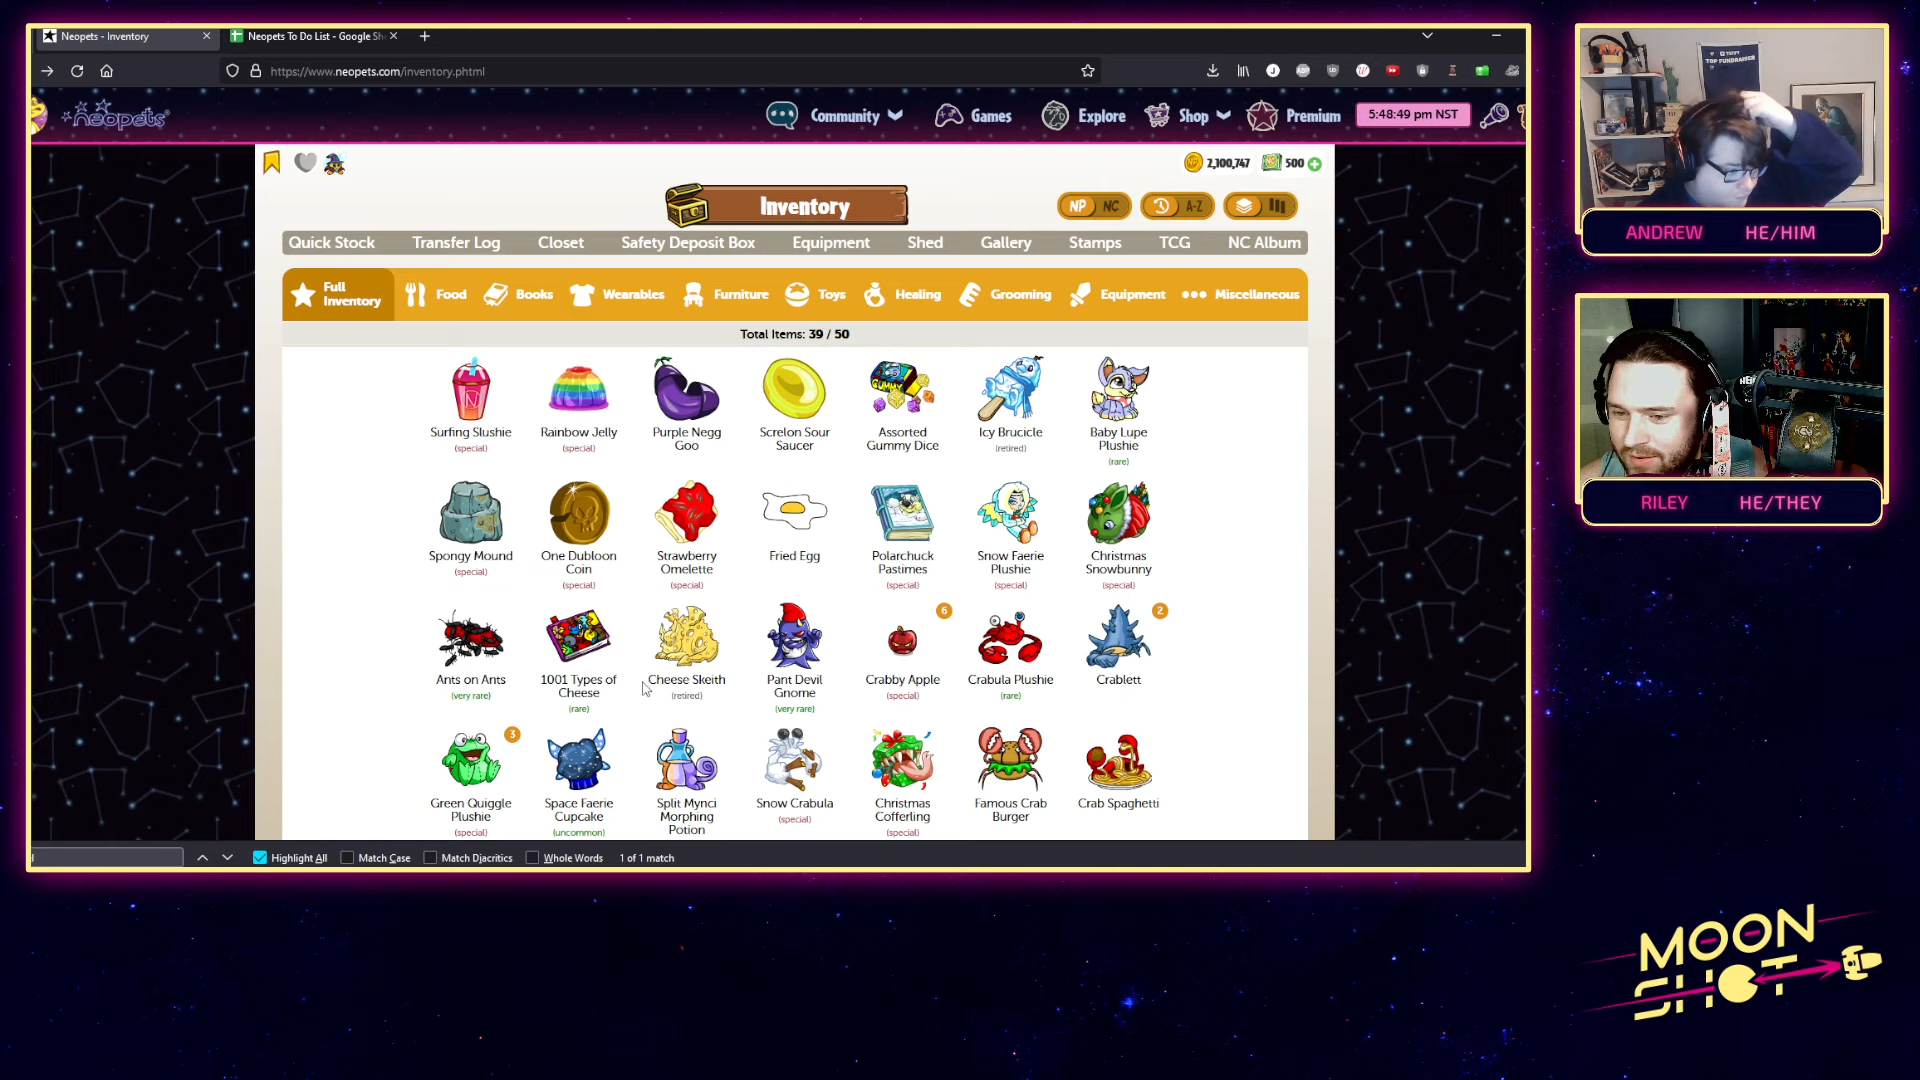 Neopets - Inventory
Neopets To Do List - Google Sh
https://www.neopets.com/inventory.phtml
neopets
Community
Games
Explore
Shop
Premium
5:48:49 pm NST
2,100,747
500
Inventory
NP NC
A-Z
Quick Stock
Transfer Log
Closet
Safety Deposit Box
Equipment
Shed
Gallery
Stamps
TCG
NC Album
Full Inventory
Food
Books
Wearables
Furniture
Toys
Healing
Grooming
Equipment
Miscellaneous
Total Items: 39 / 50
Surfing Slushie
(special)
Rainbow Jelly
(special)
Purple Negg Goo
Screlon Sour Saucer
Assorted Gummy Dice
Icy Brucicle
(retired)
Baby Lupe Plushie
(rare)
Spongy Mound
(special)
One Dubloon Coin
(special)
Strawberry Omelette
(special)
Fried Egg
Polarchuck Pastimes
(special)
Snow Faerie Plushie
(special)
Christmas Snowbunny
(special)
Ants on Ants
(very rare)
1001 Types of Cheese
(rare)
Cheese Skeith
(retired)
Pant Devil Gnome
(very rare)
6
Crabby Apple
(special)
Crabula Plushie
(rare)
2
Crablett
3
Green Quiggle Plushie
(special)
Space Faerie Cupcake
(uncommon)
Split Mynci Morphing Potion
Snow Crabula
(special)
Christmas Cofferling
(special)
Famous Crab Burger
Crab Spaghetti
Highlight All
Match Case
Match Diacritics
Whole Words
1 of 1 match
TOP FUNDRAISER
ANDREW HE/HIM
RILEY HE/THEY
MOON
SHOT